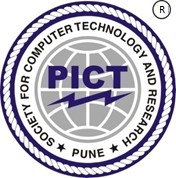 ®
SOCIETY FOR COMPUTER TECHNOLOGY AND RESEARCH
PICT
★ PUNE ★